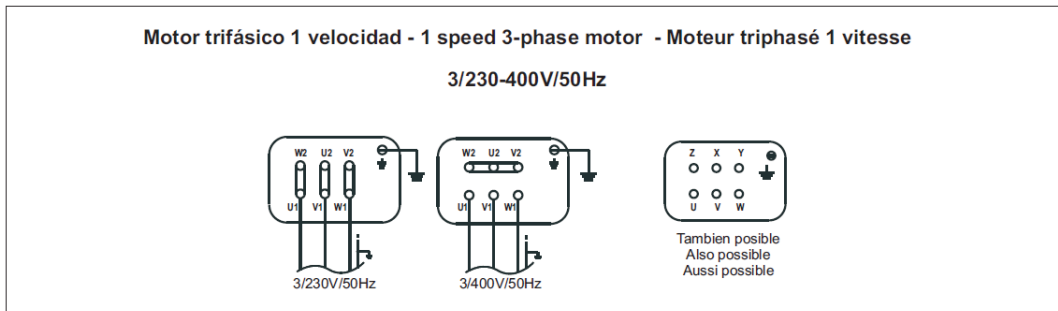 Motor trifásico 1 velocidad - 1 speed 3-phase motor - Moteur triphasé 1 vitesse
3/230-400V/50Hz
W2 U2 V2
U1 V1 W1
3/230V/50Hz
W2 U2 V2
U1 V1 W1
3/400V/50Hz
Z X Y
U V W
Tambien posible
Also possible
Aussi possible